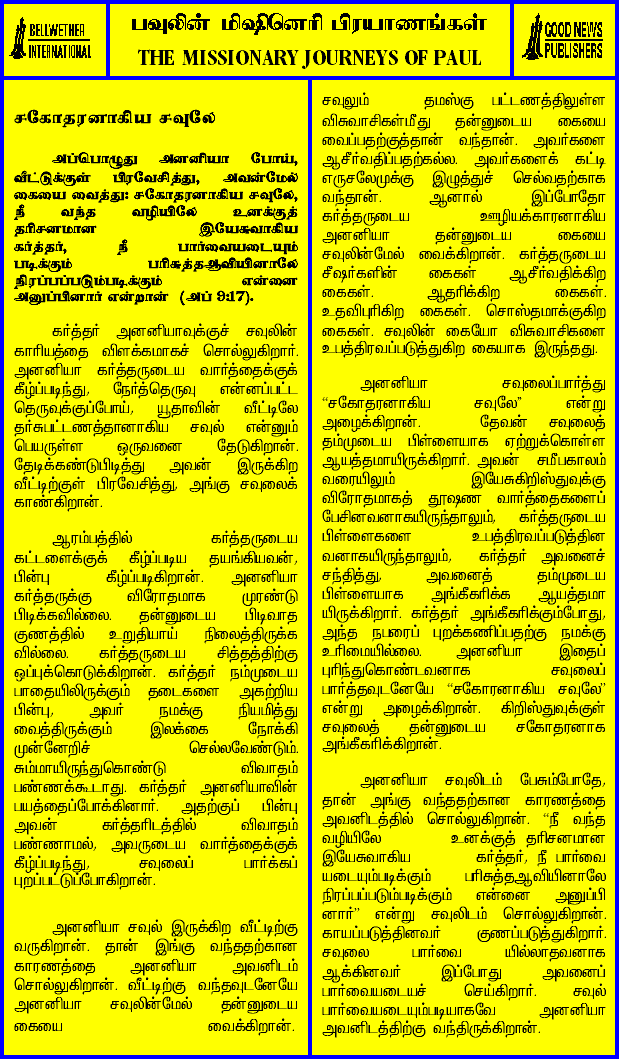 BELLWETHER
INTERNATIONAL
பவுலின் மிஷினெரி பிரயாணங்கள்
THE MISSIONARY JOURNEYS OF PAUL
GOOD NEWS
PUBLISHERS
சகோதரனாகிய சவுலே
அப்பொழுது அனனியா போய்,
வீட்டுக்குள் பிரவேசித்து, அவன்மேல்
கையை வைத்து: சகோதரனாகிய சவுலே,
நீ வந்த வழியிலே உனக்குத்
தரிசனமான இயேசுவாகிய
கர்த்தர், நீ பார்வையடையும்
படிக்கும் பரிசுத்தஆவியினாலே
நிரப்பப்படும்படிக்கும் என்னை
அனுப்பினார் என்றான் (அப் 9:17).
கர்த்தர் அனனியாவுக்குச் சவுலின்
காரியத்தை விளக்கமாகச் சொல்லுகிறார்.
அனனியா கர்த்தருடைய வார்த்தைக்குக்
கீழ்ப்படிந்து, நேர்த்தெருவு என்னப்பட்ட
தெருவுக்குப்போய், யூதாவின் வீட்டிலே
தர்சுபட்டணத்தானாகிய சவுல் என்னும்
பெயருள்ள ஒருவனை தேடுகிறான்.
தேடிக்கண்டுபிடித்து அவன் இருக்கிற
வீட்டிற்குள் பிரவேசித்து, அங்கு சவுலைக்
காண்கிறான்.
ஆரம்பத்தில் கர்த்தருடைய
கட்டளைக்குக் கீழ்ப்படிய தயங்கியவன்,
பின்பு கீழ்ப்படிகிறான். அனனியா
கர்த்தருக்கு விரோதமாக முரண்டு
பிடிக்கவில்லை. தன்னுடைய பிடிவாத
குணத்தில் உறுதியாய் நிலைத்திருக்க
வில்லை. கர்த்தருடைய சித்தத்திற்கு
ஒப்புக்கொடுக்கிறான். கர்த்தர் நம்முடைய
பாதையிலிருக்கும் தடைகளை அகற்றிய
பின்பு, அவர் நமக்கு நியமித்து
வைத்திருக்கும் இலக்கை நோக்கி
முன்னேறிச் செல்லவேண்டும்.
சும்மாயிருந்துகொண்டு விவாதம்
பண்ணக்கூடாது. கர்த்தர் அனனியாவின்
பயத்தைப்போக்கினார். அதற்குப் பின்பு
அவன் கர்த்தரிடத்தில் விவாதம்
பண்ணாமல், அவருடைய வார்த்தைக்குக்
கீழ்ப்படிந்து, சவுலைப் பார்க்கப்
புறப்பட்டுப்போகிறான்.
அனனியா சவுல் இருக்கிற வீட்டிற்கு
வருகிறான். தான் இங்கு வந்ததற்கான
காரணத்தை அனனியா அவனிடம்
சொல்லுகிறான். வீட்டிற்கு வந்தவுடனேயே
அனனியா சவுலின்மேல் தன்னுடைய
கையை வைக்கிறான்.
சவுலும் தமஸ்கு பட்டணத்திலுள்ள
விசுவாசிகள்மீது தன்னுடைய கையை
வைப்பதற்குத்தான் வந்தான். அவர்களை
ஆசீர்வதிப்பதற்கல்ல. அவர்களைக் கட்டி
எருசலேமுக்கு இழுத்துச் செல்வதற்காக
வந்தான். ஆனால் இப்போதோ
கர்த்தருடைய ஊழியக்காரனாகிய
அனனியா தன்னுடைய கையை
சவுலின்மேல் வைக்கிறான். கர்த்தருடைய
சீஷர்களின் கைகள் ஆசீர்வதிக்கிற
கைகள். ஆதரிக்கிற கைகள்.
உதவிபுரிகிற கைகள். சொஸ்தமாக்குகிற
கைகள். சவுலின் கையோ விசுவாசிகளை
உபத்திரவப்படுத்துகிற கையாக இருந்தது.
அனனியா சவுலைப்பார்த்து
“சகோதரனாகிய சவுலே” என்று
அழைக்கிறான். தேவன் சவுலைத்
தம்முடைய பிள்ளையாக ஏற்றுக்கொள்ள
ஆயத்தமாயிருக்கிறார். அவன் சமீபகாலம்
வரையிலும் இயேசுகிறிஸ்துவுக்கு
விரோதமாகத் தூஷண வார்த்தைகளைப்
பேசினவனாகயிருந்தாலும், கர்த்தருடைய
பிள்ளைகளை உபத்திரவப்படுத்தின
வனாகயிருந்தாலும், கர்த்தர் அவனைச்
சந்தித்து, அவனைத் தம்முடைய
பிள்ளையாக அங்கீகரிக்க ஆயத்தமா
யிருக்கிறார். கர்த்தர் அங்கீகரிக்கும்போது,
அந்த நபரைப் புறக்கணிப்பதற்கு நமக்கு
உரிமையில்லை. அனனியா இதைப்
புரிந்துகொண்டவனாக சவுலைப்
பார்த்தவுடனேயே “சகோரனாகிய சவுலே”
என்று அழைக்கிறான். கிறிஸ்துவுக்குள்
சவுலைத் தன்னுடைய சகோதரனாக
அங்கீகரிக்கிறான்.
அனனியா சவுலிடம் பேசும்போதே,
தான் அங்கு வந்ததற்கான காரணத்தை
அவனிடத்தில் சொல்லுகிறான். “நீ வந்த
வழியிலே உனக்குத் தரிசனமான
இயேசுவாகிய கர்த்தர், நீ பார்வை
யடையும்படிக்கும் பரிசுத்தஆவியினாலே
நிரப்பப்படும்படிக்கும் என்னை அனுப்பி
னார்” என்று சவுலிடம் சொல்லுகிறான்.
காயப்படுத்தினவர் குணப்படுத்துகிறார்.
சவுலை பார்வை யில்லாதவனாக
ஆக்கினவர் இப்போது அவனைப்
பார்வையடையச் செய்கிறார். சவுல்
பார்வையடையும்படியாகவே அனனியா
அவனிடத்திற்கு வந்திருக்கிறான்.